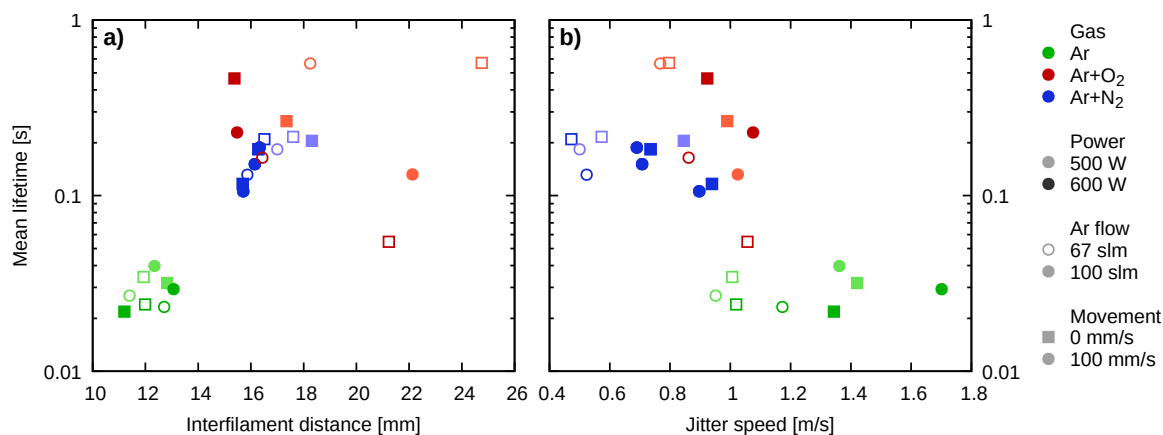 a)
b)
1
0.1
0.01
Mean lifetime [s]
10 12 14 16 18 20 22 24 26
Interfilament distance [mm]
0.4 0.6 0.8 1 1.2 1.4 1.6 1.8
Jitter speed [m/s]
1
0.1
0.01
Gas
Ar
Ar+O₂
Ar+N₂
Power
500 W
600 W
Ar flow
67 slm
100 slm
Movement
0 mm/s
100 mm/s